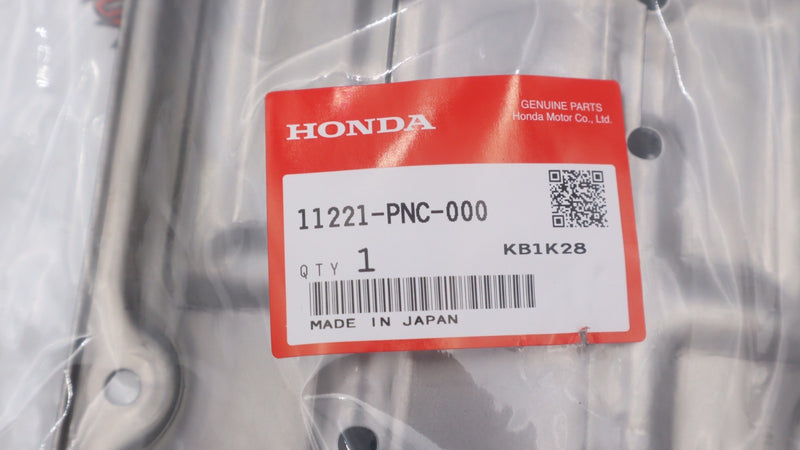 HONDA
GENUINE PARTS
Honda Motor Co., Ltd.
11221-PNC-000
KB1K28
QTY 1
MADE IN JAPAN